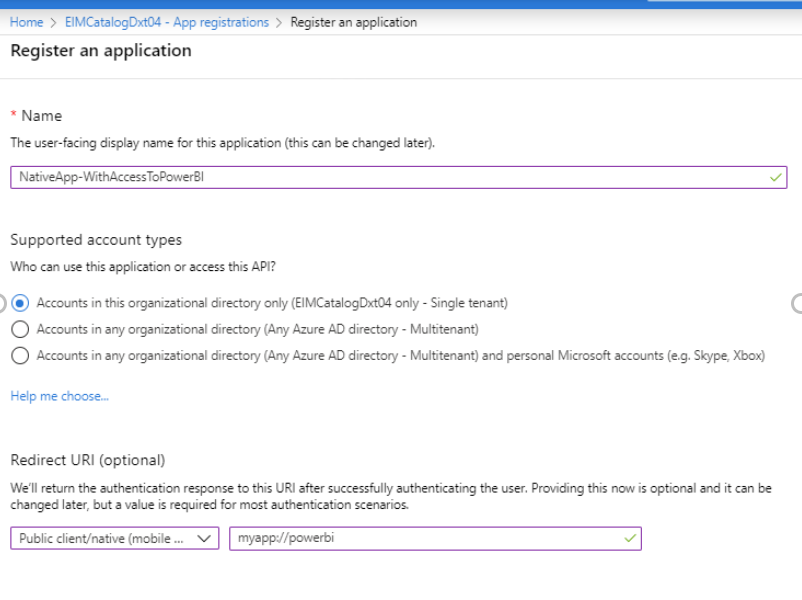 Home > EIMCatalogDxt04 - App registrations > Register an application
Register an application
* Name
The user-facing display name for this application (this can be changed later).
NativeApp-WithAccessToPowerBI
Supported account types
Who can use this application or access this API?
Accounts in this organizational directory only (EIMCatalogDxt04 only - Single tenant)
Accounts in any organizational directory (Any Azure AD directory - Multitenant)
Accounts in any organizational directory (Any Azure AD directory - Multitenant) and personal Microsoft accounts (e.g. Skype, Xbox)
Help me choose...
Redirect URI (optional)
We'll return the authentication response to this URI after successfully authenticating the user. Providing this now is optional and it can be
changed later, but a value is required for most authentication scenarios.
Public client/native (mobile ... myapp://powerbi